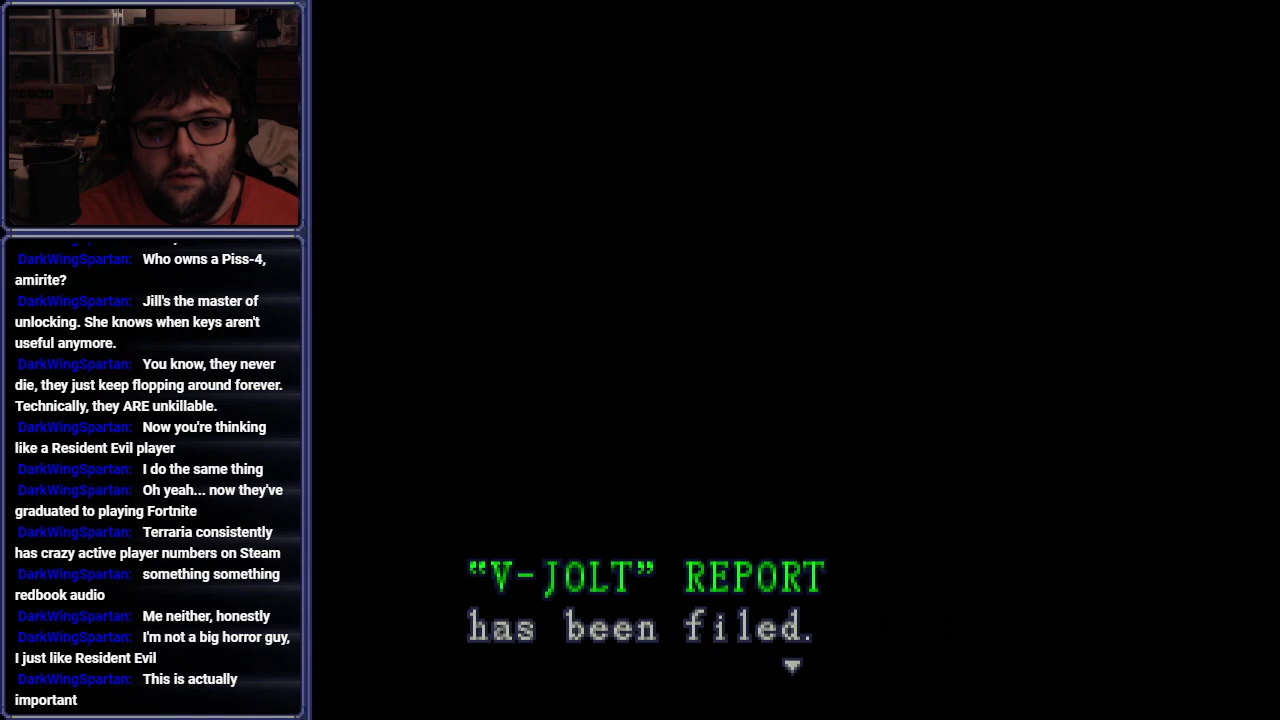 DarkWingSpartan: Who owns a Piss-4,
amirite?
DarkWingSpartan: Jill's the master of
unlocking. She knows when keys aren't
useful anymore.
DarkWingSpartan: You know, they never
die, they just keep flopping around forever.
Technically, they ARE unkillable.
DarkWingSpartan: Now you're thinking
like a Resident Evil player
DarkWingSpartan: I do the same thing
DarkWingSpartan: Oh yeah... now they've
graduated to playing Fortnite
DarkWingSpartan: Terraria consistently
has crazy active player numbers on Steam
DarkWingSpartan: something something
redbook audio
DarkWingSpartan: Me neither, honestly
DarkWingSpartan: I'm not a big horror guy,
I just like Resident Evil
DarkWingSpartan: This is actually
important
"V-JOLT" REPORT
has been filed.